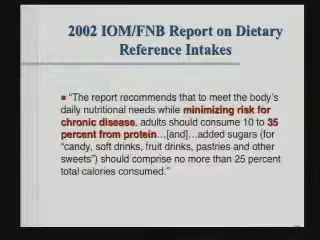 2002 IOM/FNB Report on Dietary
Reference Intakes
"The report recommends that to meet the body's
daily nutritional needs while minimizing risk for
chronic disease, adults should consume 10 to 35
percent from protein…[and]…added sugars (for
"candy, soft drinks, fruit drinks, pastries and other
sweets") should comprise no more than 25 percent
total calories consumed."